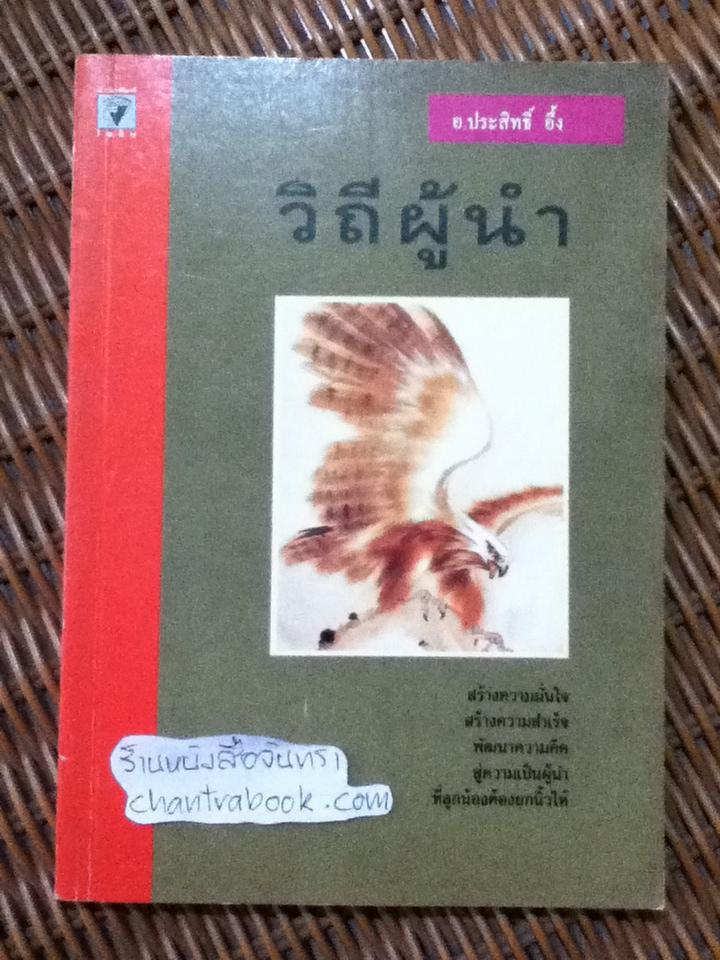 อ.ประสิทธิ์ อึ้ง
วิถีผู้นำ
สร้างความมั่นใจ
สร้างความสำเร็จ
พัฒนาความคิด
สู่ความเป็นผู้นำ
ที่ลูกน้องต้องยกนิ้วให้
ร้านหนังสือจันทรา
chantrabook.com